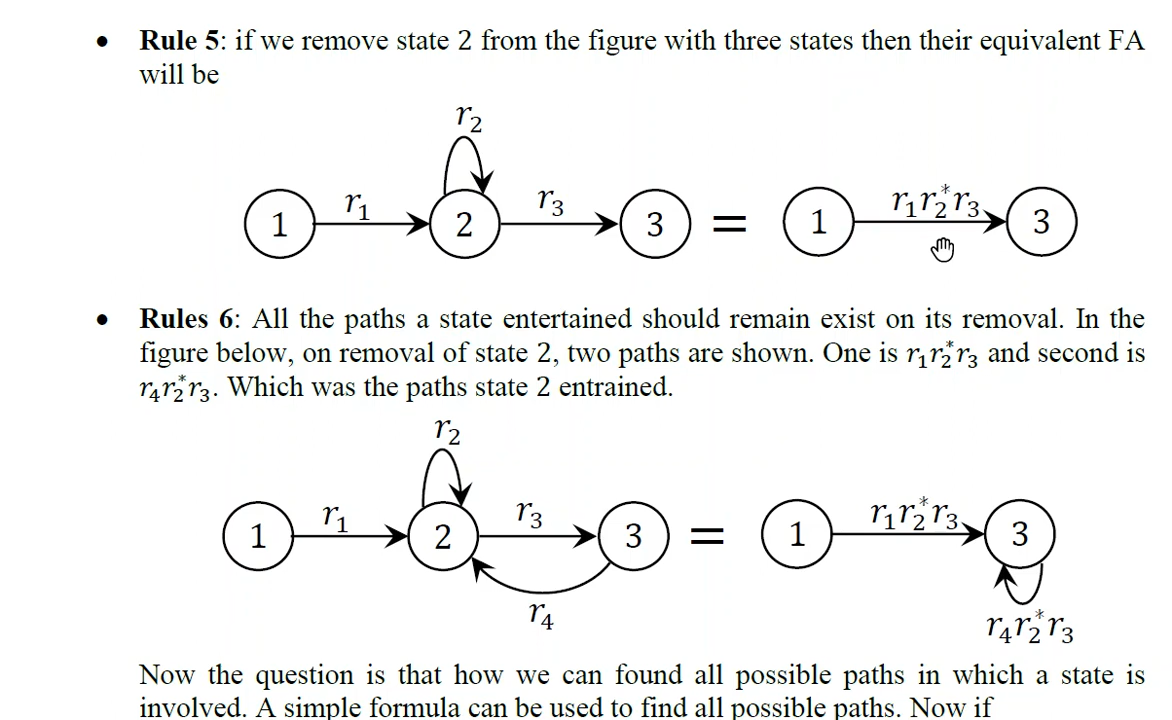 • Rule 5: if we remove state 2 from the figure with three states then their equivalent FA
will be
r₂
1 r₁ 2 r₃ 3 = 1 r₁r₂*r₃ 3
• Rules 6: All the paths a state entertained should remain exist on its removal. In the
figure below, on removal of state 2, two paths are shown. One is r₁r₂*r₃ and second is
r₄r₂*r₃. Which was the paths state 2 entrained.
r₂
1 r₁ 2 r₃ 3 = 1 r₁r₂*r₃ 3
r₄ r₄r₂*r₃
Now the question is that how we can found all possible paths in which a state is
involved. A simple formula can be used to find all possible paths. Now if